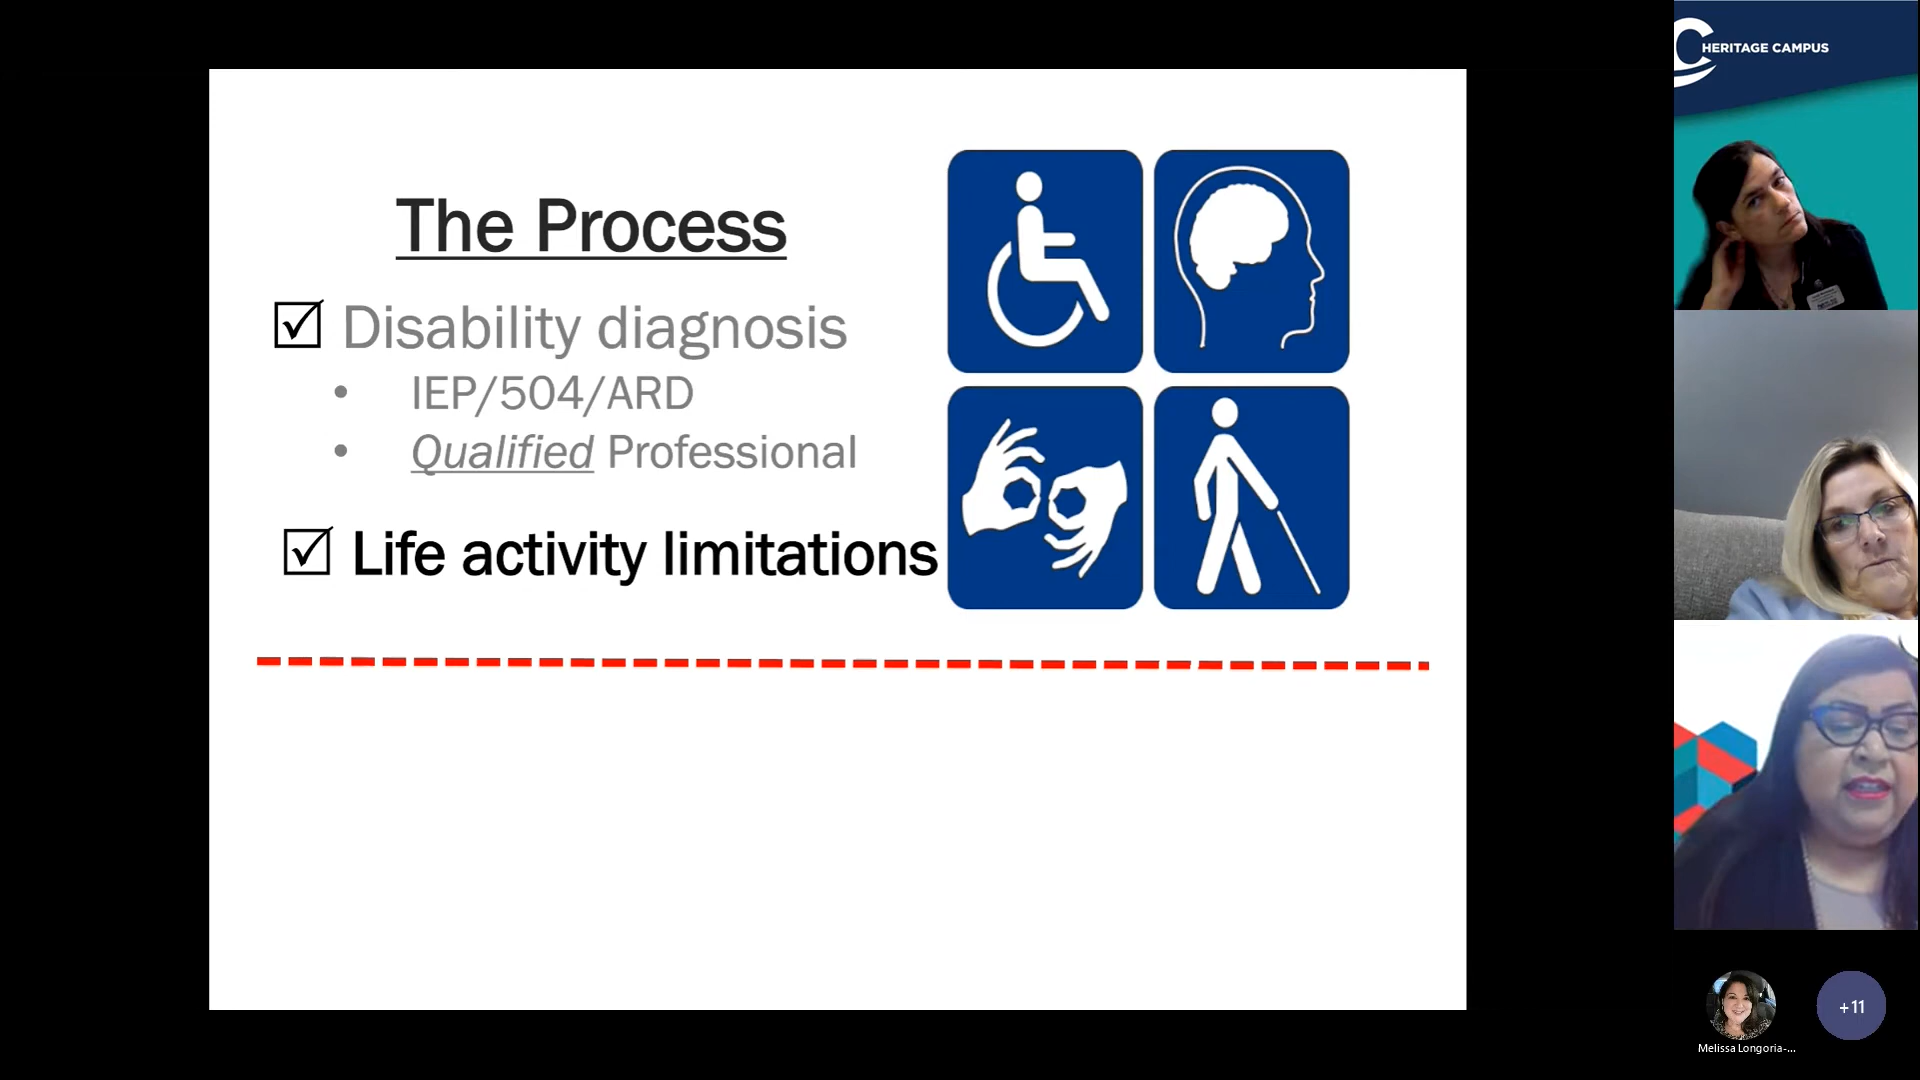 HERITAGE CAMPUS
The Process
Disability diagnosis
• IEP/504/ARD
• Qualified Professional
Life activity limitations
+11
Melissa Longoria-...